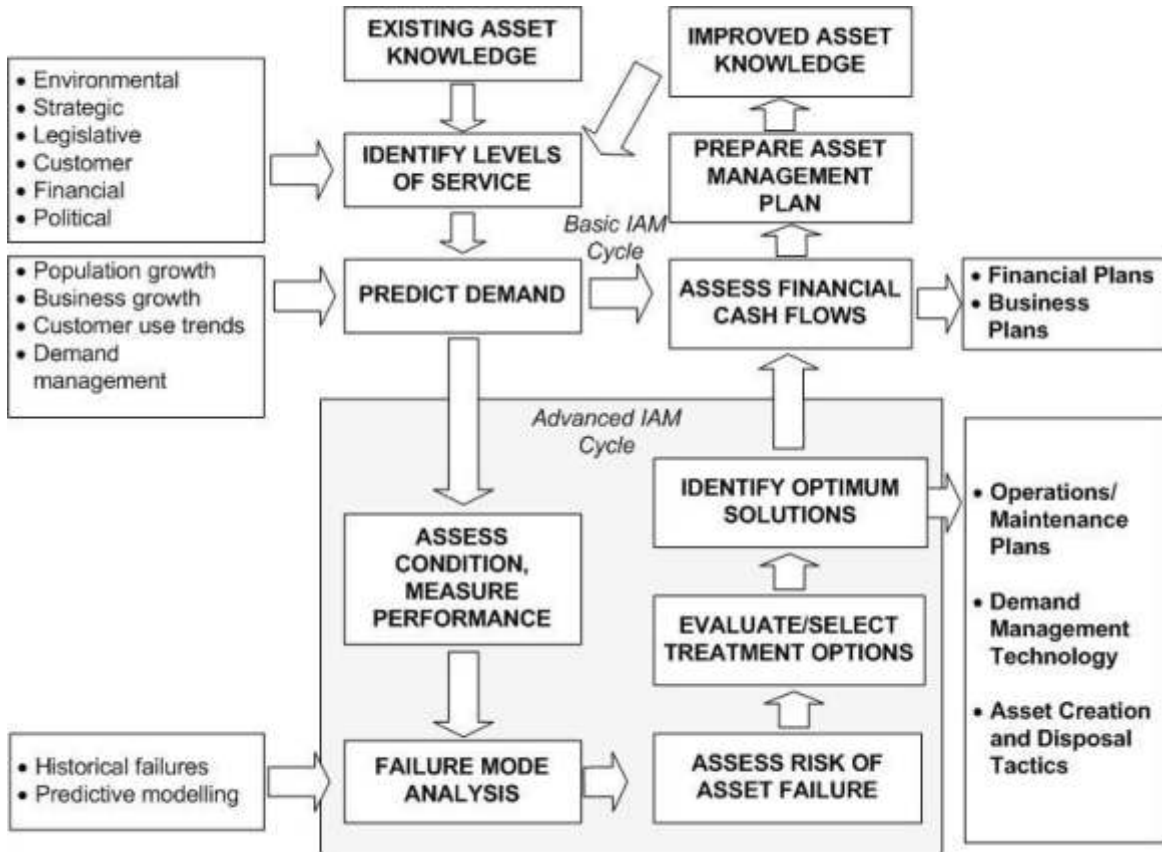 EXISTING ASSET
KNOWLEDGE
IMPROVED ASSET
KNOWLEDGE
• Environmental
• Strategic
• Legislative
• Customer
• Financial
• Political
IDENTIFY LEVELS
OF SERVICE
PREPARE ASSET
MANAGEMENT
PLAN
Basic IAM
Cycle
• Population growth
• Business growth
• Customer use trends
• Demand
management
PREDICT DEMAND
ASSESS FINANCIAL
CASH FLOWS
• Financial Plans
• Business
Plans
Advanced IAM
Cycle
ASSESS
CONDITION,
MEASURE
PERFORMANCE
IDENTIFY OPTIMUM
SOLUTIONS
• Operations/
Maintenance
Plans
• Demand
Management
Technology
• Asset Creation
and Disposal
Tactics
EVALUATE/SELECT
TREATMENT OPTIONS
• Historical failures
• Predictive modelling
FAILURE MODE
ANALYSIS
ASSESS RISK OF
ASSET FAILURE